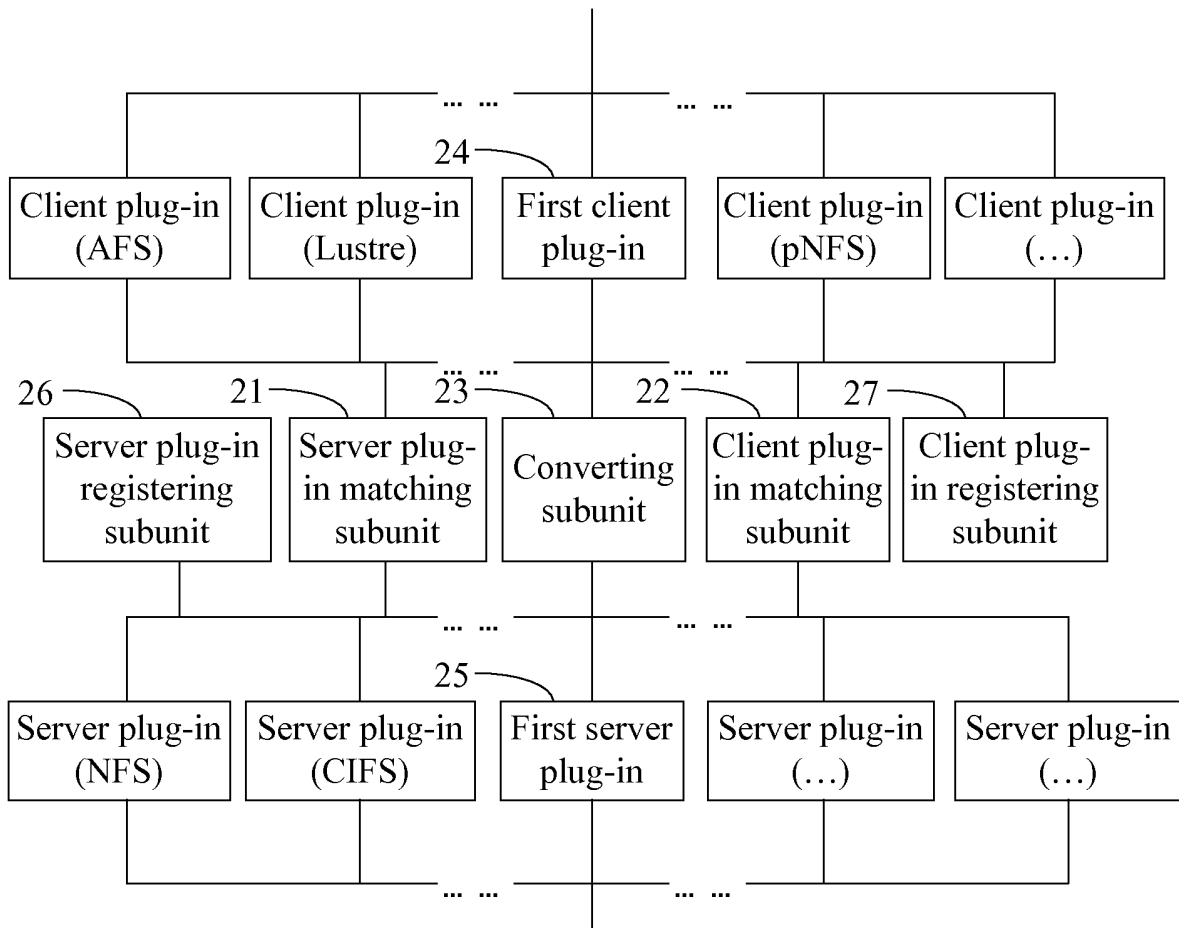 ... ...
... ...
24
Client plug-in
(AFS)
Client plug-in
(Lustre)
First client
plug-in
Client plug-in
(pNFS)
Client plug-in
(…)
... ...
... ...
26
21
23
22
27
Server plug-in
registering
subunit
Server plug-
in matching
subunit
Converting
subunit
Client plug-
in matching
subunit
Client plug-
in registering
subunit
... ...
... ...
25
Server plug-in
(NFS)
Server plug-in
(CIFS)
First server
plug-in
Server plug-in
(…)
Server plug-in
(…)
... ...
... ...